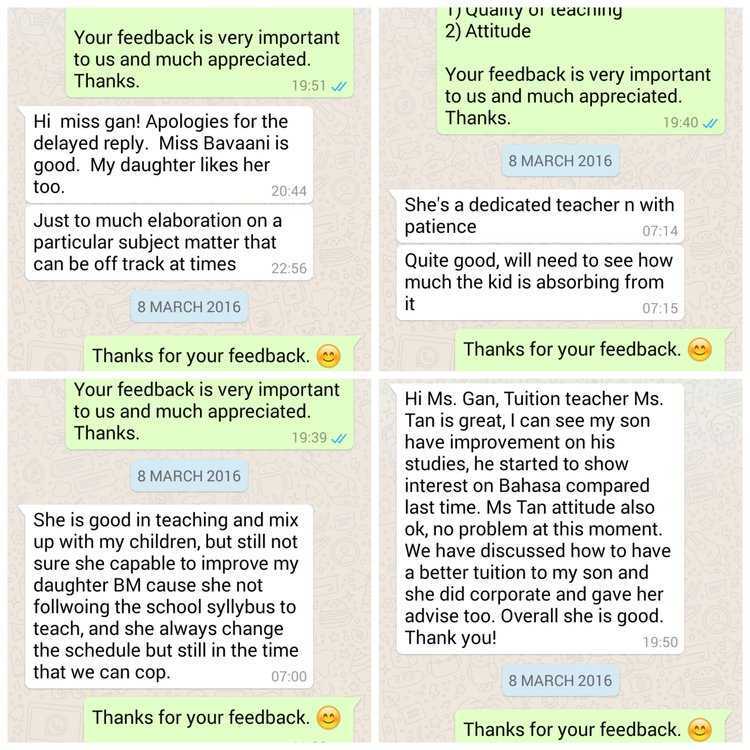 Your feedback is very important
to us and much appreciated.
Thanks.
19:51
Hi  miss gan! Apologies for the
delayed reply.  Miss Bavaani is
good.  My daughter likes her
too.
20:44
Just to much elaboration on a
particular subject matter that
can be off track at times
22:56
8 MARCH 2016
Thanks for your feedback. 😊
1) Quality of teaching
2) Attitude
Your feedback is very important
to us and much appreciated.
Thanks.
19:40
8 MARCH 2016
She's a dedicated teacher n with
patience
07:14
Quite good, will need to see how
much the kid is absorbing from
it
07:15
Thanks for your feedback. 😊
Your feedback is very important
to us and much appreciated.
Thanks.
19:39
8 MARCH 2016
She is good in teaching and mix
up with my children, but still not
sure she capable to improve my
daughter BM cause she not
follwoing the school syllybus to
teach, and she always change
the schedule but still in the time
that we can cop.
07:00
Thanks for your feedback. 😊
Hi Ms. Gan, Tuition teacher Ms.
Tan is great, I can see my son
have improvement on his
studies, he started to show
interest on Bahasa compared
last time. Ms Tan attitude also
ok, no problem at this moment.
We have discussed how to have
a better tuition to my son and
she did corporate and gave her
advise too. Overall she is good.
Thank you!
19:50
8 MARCH 2016
Thanks for your feedback. 😊